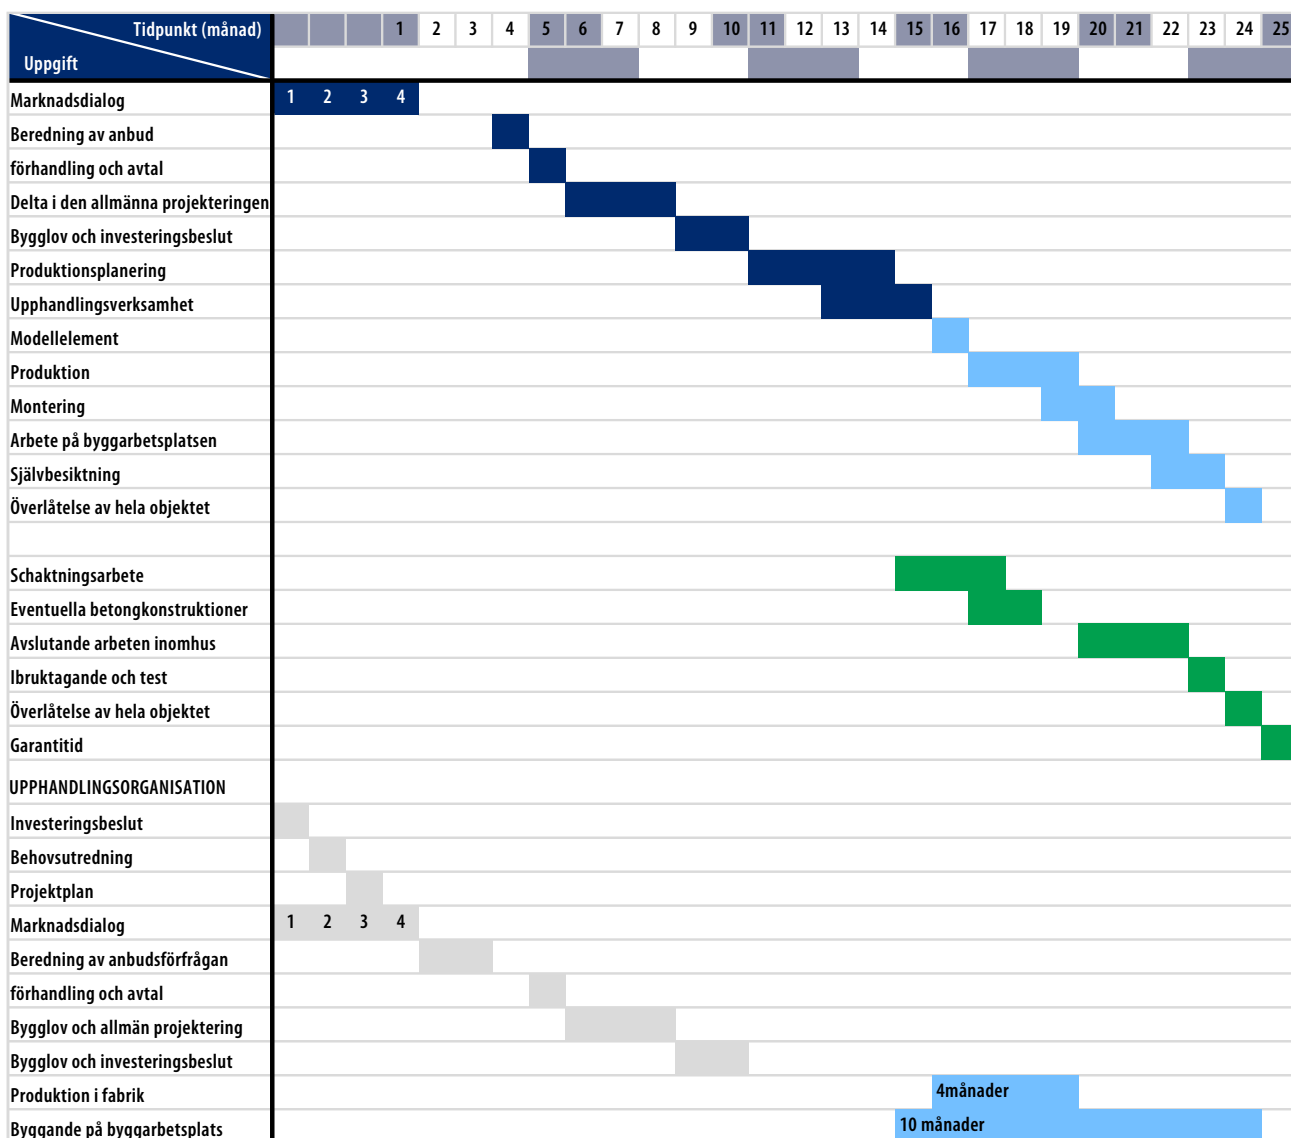 Tidpunkt (månad) 1 2 3 4 5 6 7 8 9 10 11 12 13 14 15 16 17 18 19 20 21 22 23 24 25
Uppgift
Marknadsdialog 1 2 3 4
Beredning av anbud
förhandling och avtal
Delta i den allmänna projekteringen
Bygglov och investeringsbeslut
Produktionsplanering
Upphandlingsverksamhet
Modellelement
Produktion
Montering
Arbete på byggarbetsplatsen
Självbesiktning
Överlåtelse av hela objektet
Schaktningsarbete
Eventuella betongkonstruktioner
Avslutande arbeten inomhus
Ibruktagande och test
Överlåtelse av hela objektet
Garantitid
UPPHANDLINGSORGANISATION
Investeringsbeslut
Behovsutredning
Projektplan
Marknadsdialog 1 2 3 4
Beredning av anbudsförfrågan
förhandling och avtal
Bygglov och allmän projektering
Bygglov och investeringsbeslut
Produktion i fabrik 4månader
Byggande på byggarbetsplats 10 månader